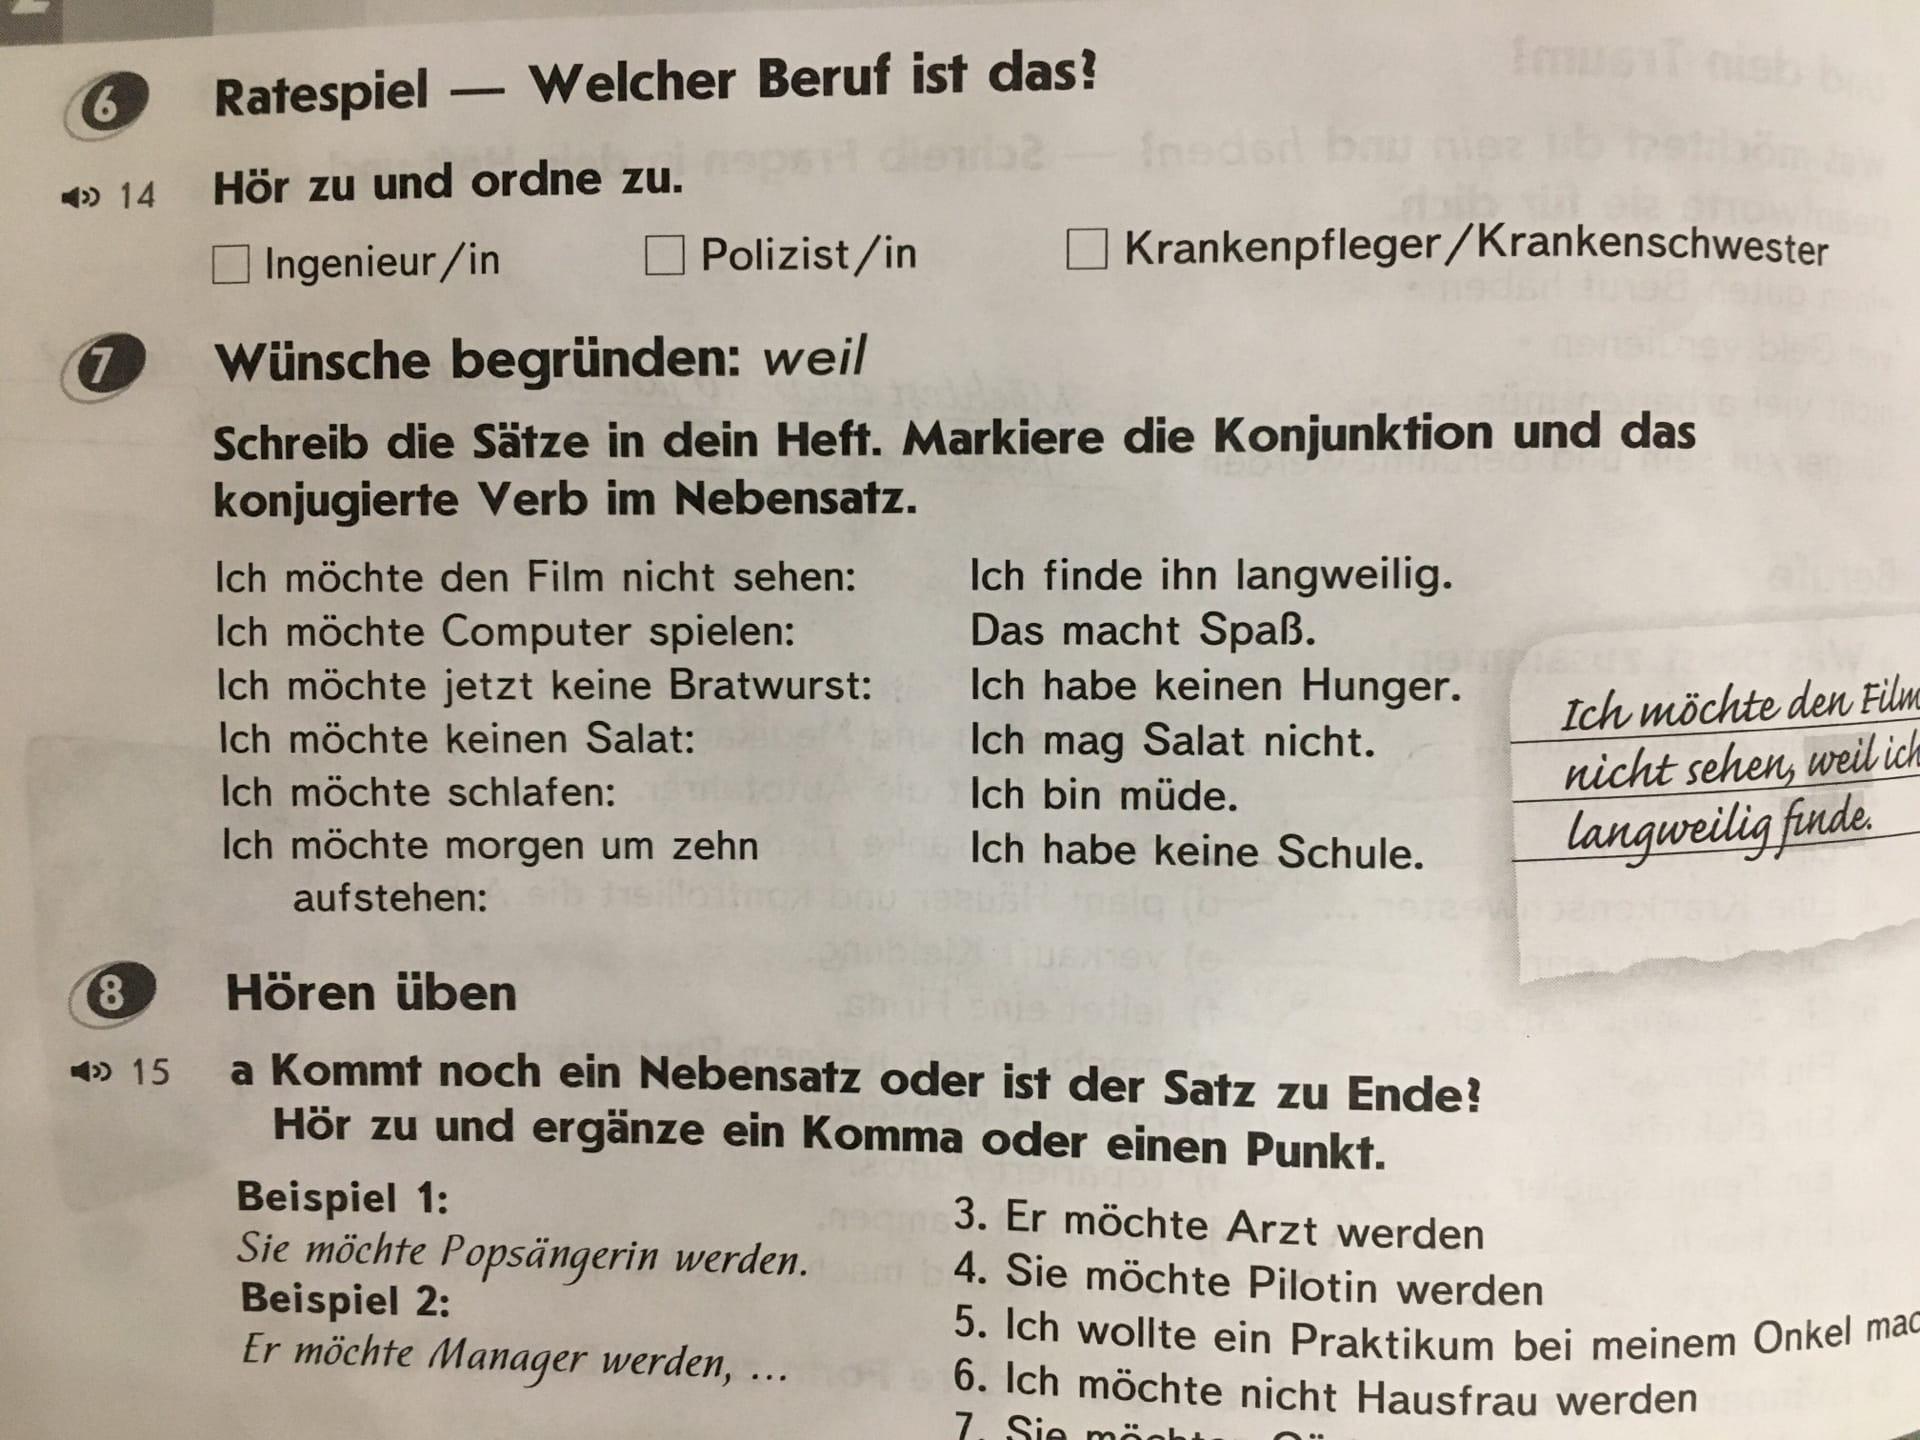 6 Ratespiel — Welcher Beruf ist das?
14 Hör zu und ordne zu.
Ingenieur/in Polizist/in Krankenpfleger/Krankenschwester
7 Wünsche begründen: weil
Schreib die Sätze in dein Heft. Markiere die Konjunktion und das
konjugierte Verb im Nebensatz.
Ich möchte den Film nicht sehen: Ich finde ihn langweilig.
Ich möchte Computer spielen: Das macht Spaß.
Ich möchte jetzt keine Bratwurst: Ich habe keinen Hunger.
Ich möchte keinen Salat: Ich mag Salat nicht.
Ich möchte schlafen: Ich bin müde.
Ich möchte morgen um zehn Ich habe keine Schule.
aufstehen:
Ich möchte den Film
nicht sehen, weil ich
langweilig finde.
8 Hören üben
15 a Kommt noch ein Nebensatz oder ist der Satz zu Ende?
Hör zu und ergänze ein Komma oder einen Punkt.
Beispiel 1:
Sie möchte Popsängerin werden.
Beispiel 2:
Er möchte Manager werden, ...
3. Er möchte Arzt werden
4. Sie möchte Pilotin werden
5. Ich wollte ein Praktikum bei meinem Onkel
6. Ich möchte nicht Hausfrau werden
7. Sie